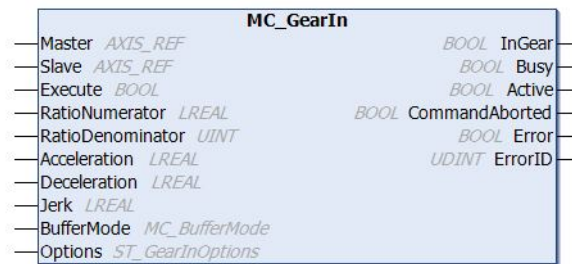 MC_GearIn
Master AXIS_REF BOOL InGear
Slave AXIS_REF BOOL Busy
Execute BOOL BOOL Active
RatioNumerator LREAL BOOL CommandAborted
RatioDenominator UINT BOOL Error
Acceleration LREAL UDINT ErrorID
Deceleration LREAL
Jerk LREAL
BufferMode MC_BufferMode
Options ST_GearInOptions